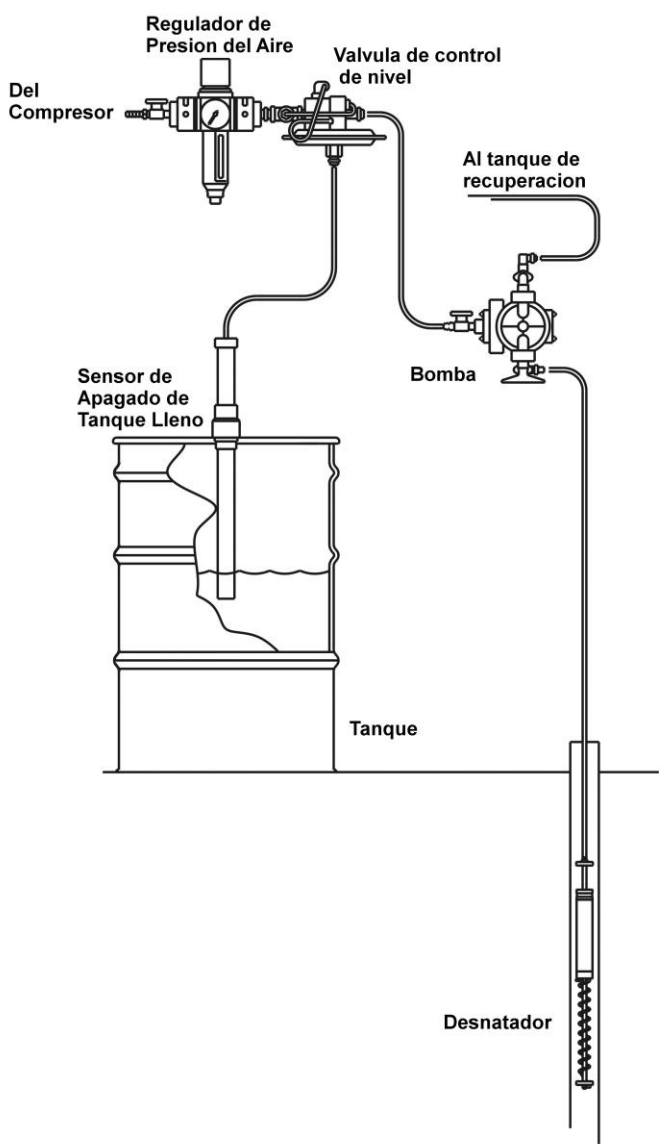 Regulador de
Presion del Aire
Valvula de control
de nivel
Del
Compresor
Al tanque de
recuperacion
Bomba
Sensor de
Apagado de
Tanque Lleno
Tanque
Desnatador